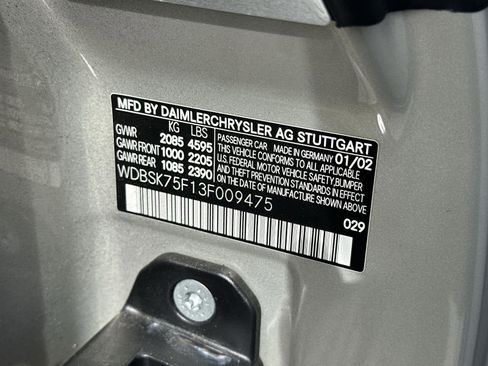 MFD BY DAIMLERCHRYSLER AG STUTTGART
KG LBS PASSENGER CAR MADE IN GERMANY 01/02
GVWR 2085 4595 THIS VEHICLE CONFORMS TO ALL APPLICABLE
GAWR FRONT 1000 2205 U.S. FEDERAL MOTOR VEHICLE SAFETY, BUMPER
GAWR REAR 1085 2390 AND THEFT PREVENTION STANDARDS IN EFFECT
WDBSK75F13F009475 ON THE DATE OF MANUFACTURE SHOWN ABOVE
029